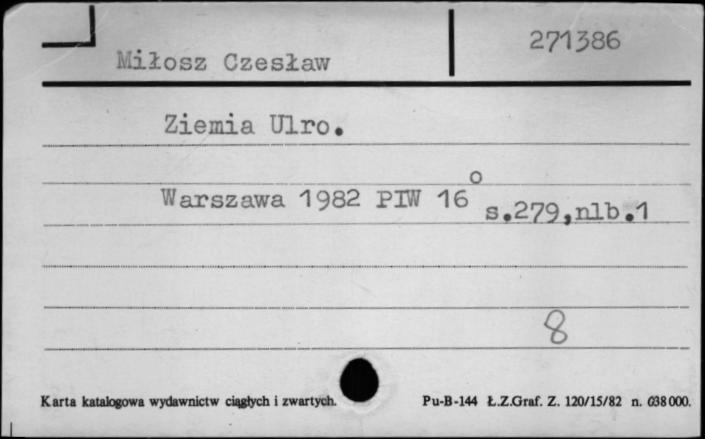 271386
Miłosz Czesław
Ziemia Ulro.
Warszawa 1982 PIW 16° s.279,nlb.1
8
Karta katalogowa wydawnictw ciągłych i zwartych. Pu-B-144 Ł.Z.Graf. Z. 120/15/82 n. 638000.